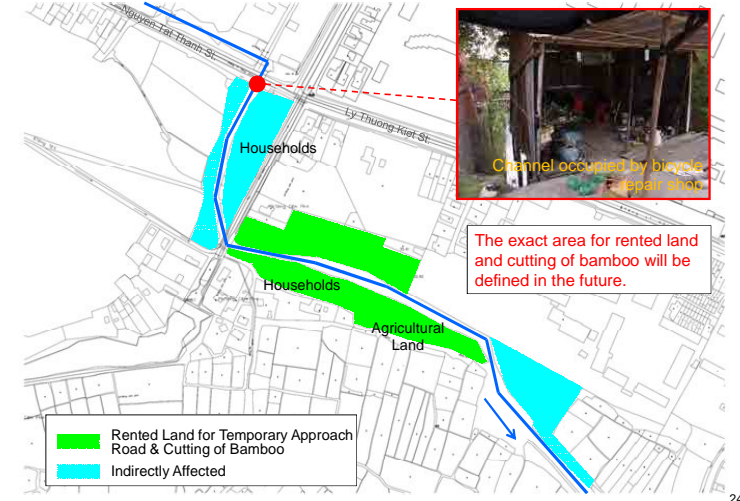 Nguyen Tat Thanh St.
Ly Thuong Kiet St.
Households
Channel occupied by bicycle
repair shop
The exact area for rented land
and cutting of bamboo will be
defined in the future.
Households
Agricultural
Land
Rented Land for Temporary Approach
Road & Cutting of Bamboo
Indirectly Affected
24